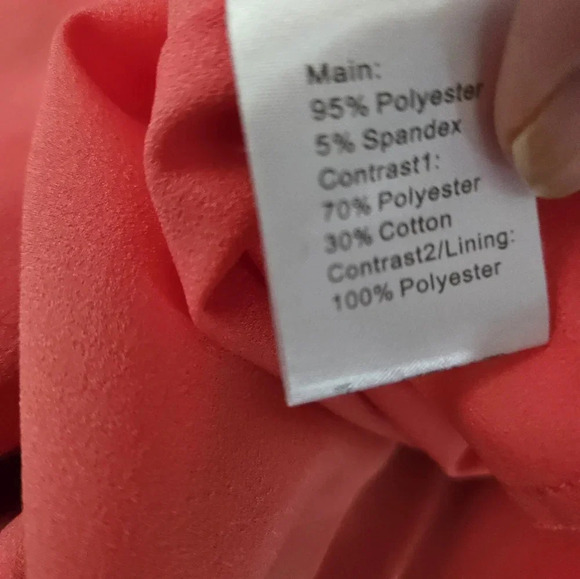 Main:
95% Polyester
5% Spandex
Contrast1:
70% Polyester
30% Cotton
Contrast2/Lining:
100% Polyester